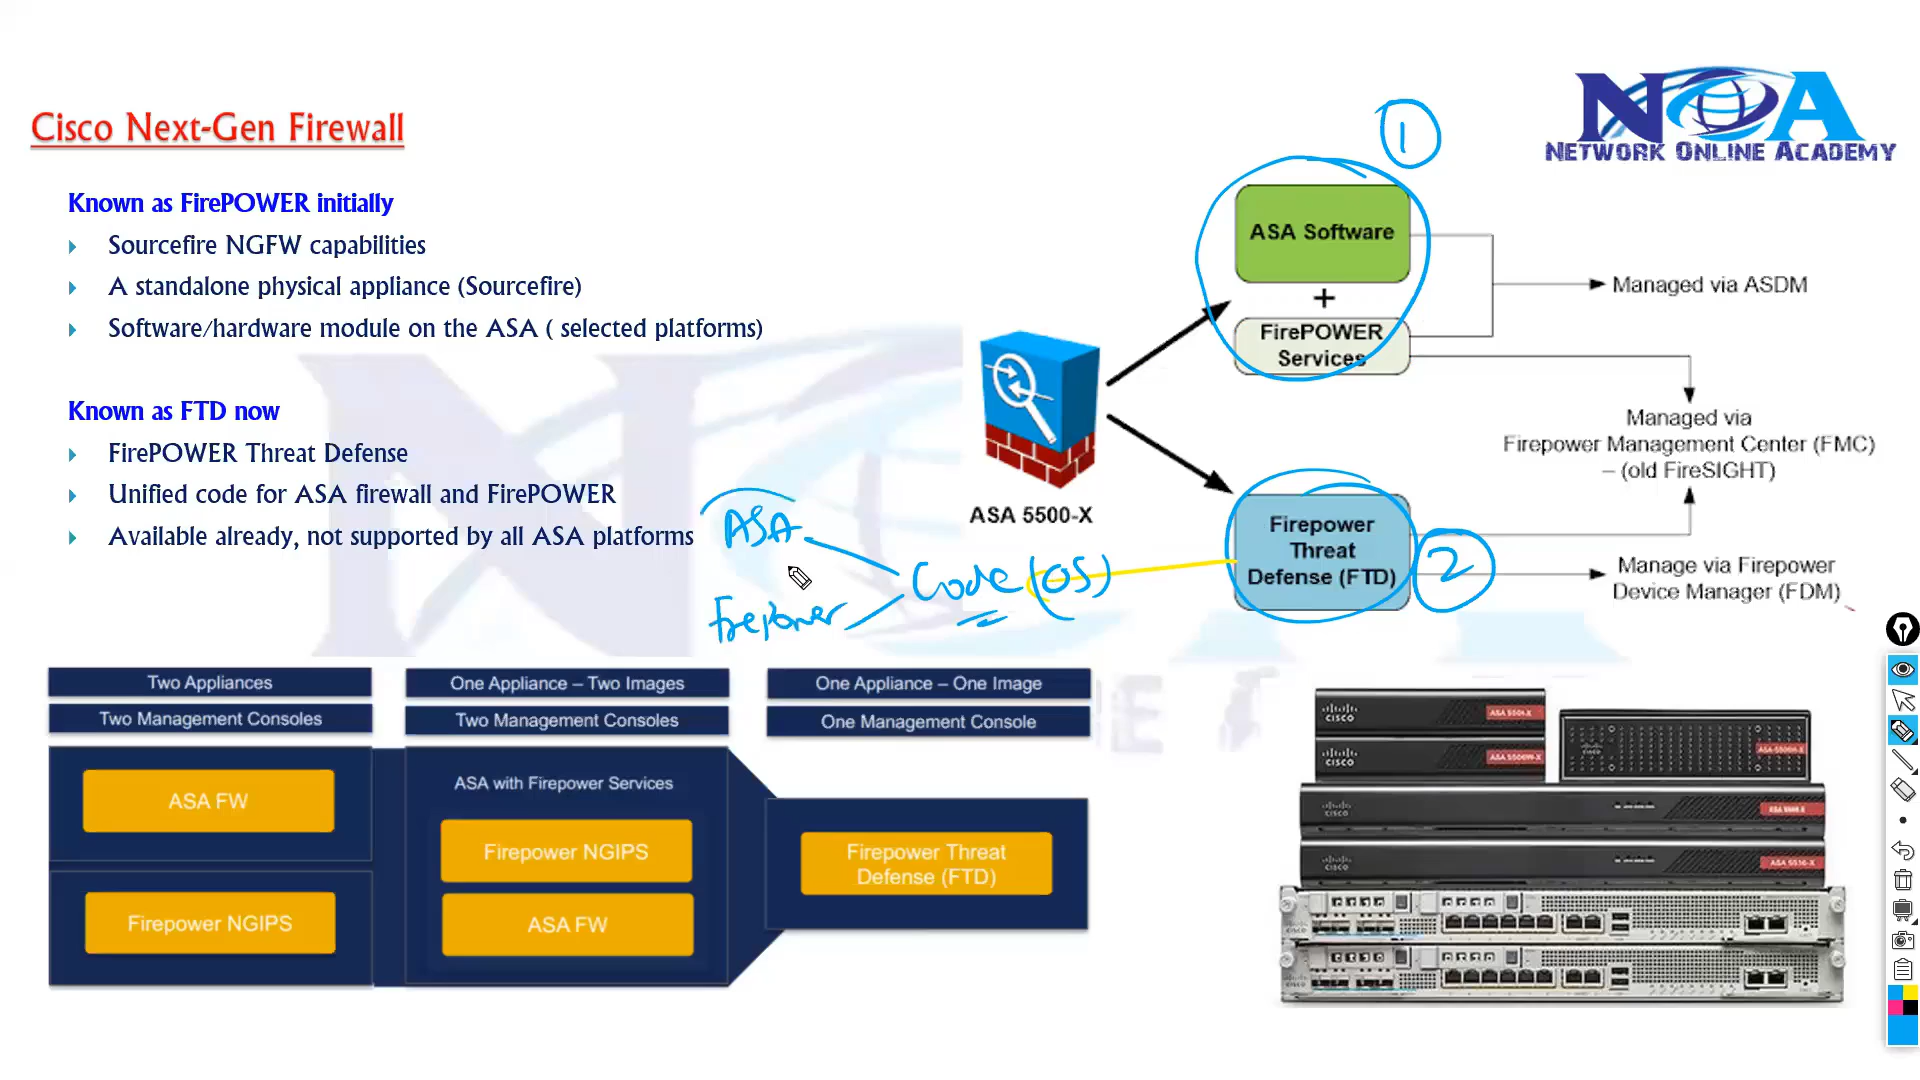 NOA
NETWORK ONLINE ACADEMY
Cisco Next-Gen Firewall
Known as FirePOWER initially
Sourcefire NGFW capabilities
A standalone physical appliance (Sourcefire)
Software/hardware module on the ASA ( selected platforms)
Known as FTD now
FirePOWER Threat Defense
Unified code for ASA firewall and FirePOWER
Available already, not supported by all ASA platforms
1
ASA Software
+
FirePOWER
Services
Managed via ASDM
Managed via
Firepower Management Center (FMC)
– (old FireSIGHT)
ASA 5500-X
Firepower
Threat
Defense (FTD)
2
Manage via Firepower
Device Manager (FDM)
ASA
Firepower
Code (OS)
Two Appliances
Two Management Consoles
ASA FW
Firepower NGIPS
One Appliance – Two Images
Two Management Consoles
ASA with Firepower Services
Firepower NGIPS
ASA FW
One Appliance – One Image
One Management Console
Firepower Threat
Defense (FTD)
CISCO
CISCO
CISCO
CISCO